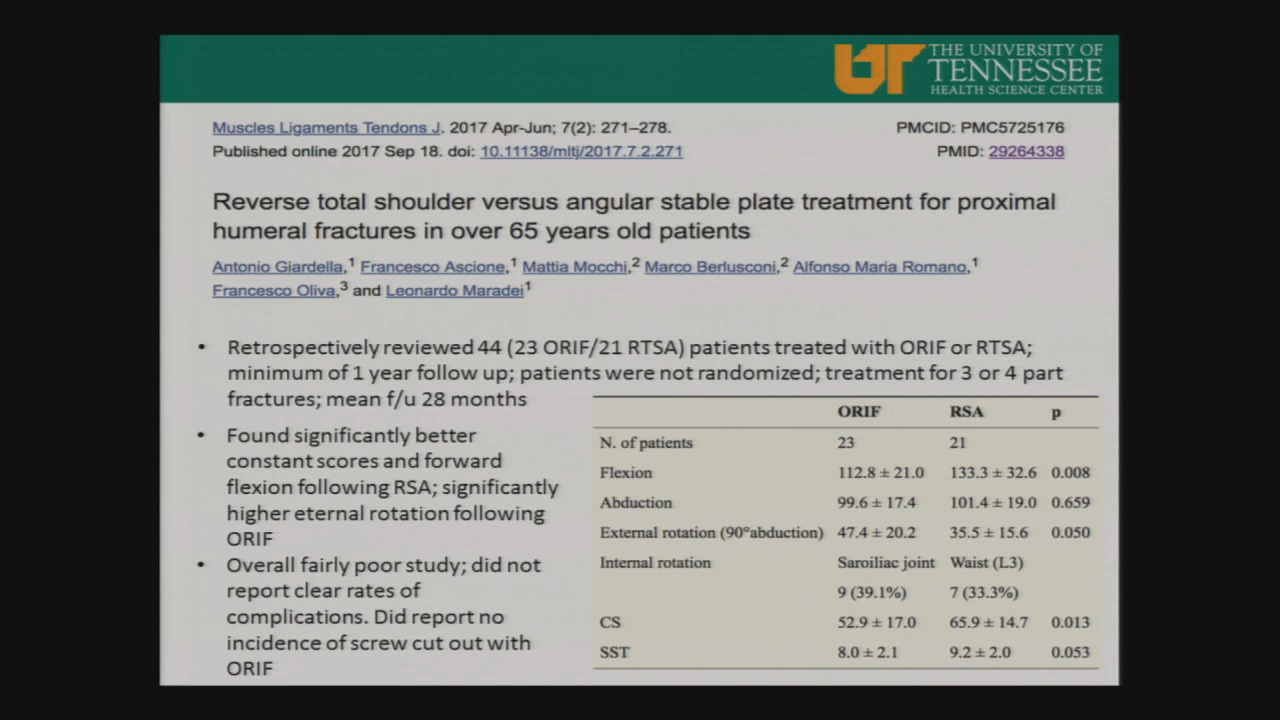 UT THE UNIVERSITY OF
TENNESSEE
HEALTH SCIENCE CENTER
Muscles Ligaments Tendons J. 2017 Apr-Jun; 7(2): 271–278. PMCID: PMC5725176
Published online 2017 Sep 18. doi: 10.11138/mltj/2017.7.2.271 PMID: 29264338
Reverse total shoulder versus angular stable plate treatment for proximal
humeral fractures in over 65 years old patients
Antonio Giardella,1 Francesco Ascione,1 Mattia Mocchi,2 Marco Berlusconi,2 Alfonso Maria Romano,1
Francesco Oliva,3 and Leonardo Maradei1
• Retrospectively reviewed 44 (23 ORIF/21 RTSA) patients treated with ORIF or RTSA;
minimum of 1 year follow up; patients were not randomized; treatment for 3 or 4 part
fractures; mean f/u 28 months
• Found significantly better
constant scores and forward
flexion following RSA; significantly
higher eternal rotation following
ORIF
• Overall fairly poor study; did not
report clear rates of
complications. Did report no
incidence of screw cut out with
ORIF
ORIF RSA p
N. of patients 23 21
Flexion 112.8 ± 21.0 133.3 ± 32.6 0.008
Abduction 99.6 ± 17.4 101.4 ± 19.0 0.659
External rotation (90°abduction) 47.4 ± 20.2 35.5 ± 15.6 0.050
Internal rotation Saroiliac joint Waist (L3)
9 (39.1%) 7 (33.3%)
CS 52.9 ± 17.0 65.9 ± 14.7 0.013
SST 8.0 ± 2.1 9.2 ± 2.0 0.053